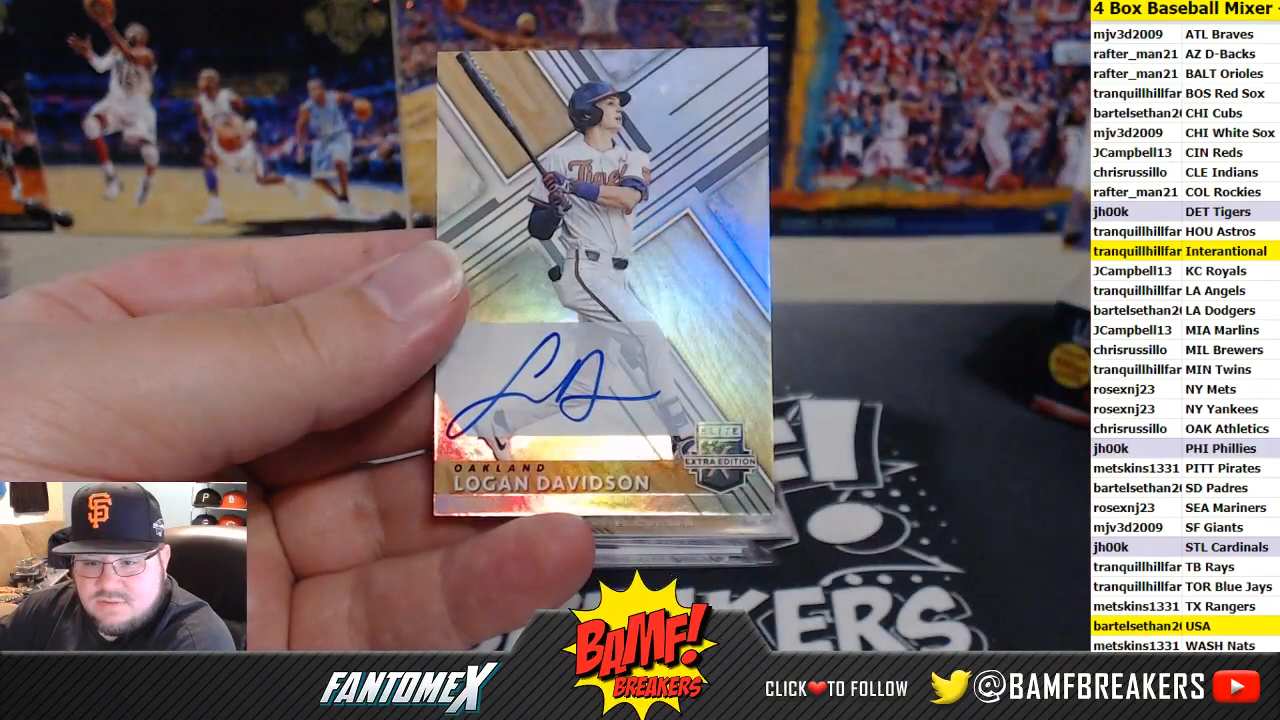 4 Box Baseball Mixer -
mjv3d2009 ATL Braves
rafter_man21 AZ D-Backs
rafter_man21 BALT Orioles
tranquillhillfar BOS Red Sox
bartelsethan20 CHI Cubs
mjv3d2009 CHI White Sox
JCampbell13 CIN Reds
chrisrussillo CLE Indians
rafter_man21 COL Rockies
jh00k DET Tigers
tranquillhillfar HOU Astros
tranquillhillfar Interantional
JCampbell13 KC Royals
tranquillhillfar LA Angels
bartelsethan20 LA Dodgers
JCampbell13 MIA Marlins
chrisrussillo MIL Brewers
tranquillhillfar MIN Twins
rosexnj23 NY Mets
rosexnj23 NY Yankees
chrisrussillo OAK Athletics
jh00k PHI Phillies
metskins1331 PITT Pirates
bartelsethan20 SD Padres
rosexnj23 SEA Mariners
mjv3d2009 SF Giants
jh00k STL Cardinals
tranquillhillfar TB Rays
tranquillhillfar TOR Blue Jays
metskins1331 TX Rangers
bartelsethan20 USA
metskins1331 WASH Nats
Tigers
ELITE
EXTRA EDITION
OAKLAND
LOGAN DAVIDSON
SF
P
KERS
BAMF!
BREAKERS
FANTOMEX
CLICK TO FOLLOW
@BAMFBREAKERS